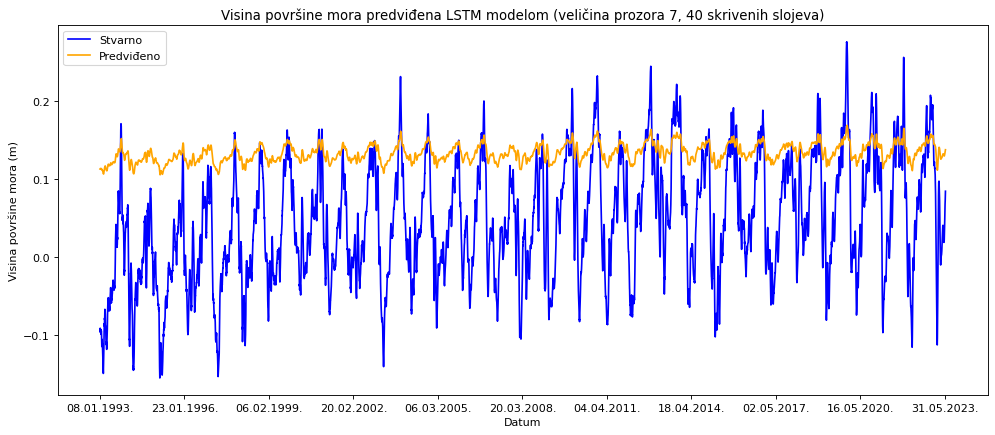 Visina površine mora predviđena LSTM modelom (veličina prozora 7, 40 skrivenih slojeva)
Stvarno
Predviđeno
Visina površine mora (m)
0.2
0.1
0.0
−0.1
08.01.1993. 23.01.1996. 06.02.1999. 20.02.2002. 06.03.2005. 20.03.2008. 04.04.2011. 18.04.2014. 02.05.2017. 16.05.2020. 31.05.2023.
Datum